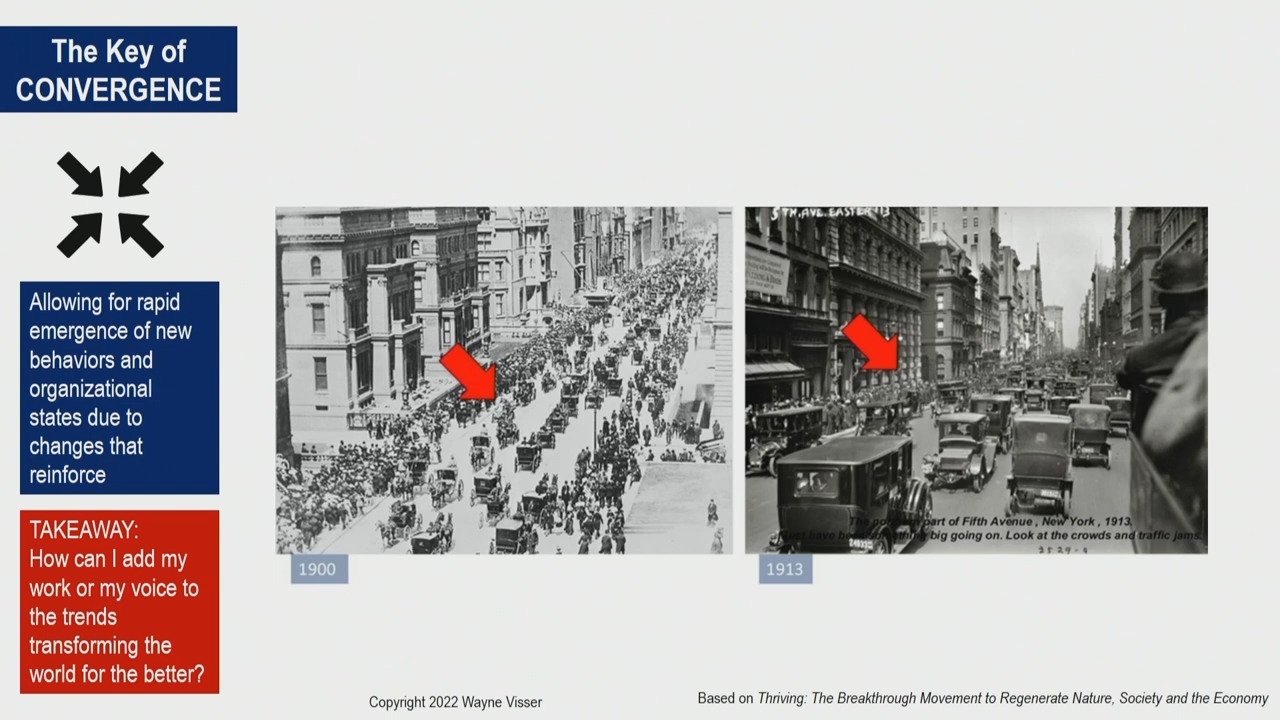 The Key of
CONVERGENCE
Allowing for rapid
emergence of new
behaviors and
organizational
states due to
changes that
reinforce
TAKEAWAY:
How can I add my
work or my voice to
the trends
transforming the
world for the better?
5TH. AVE. EASTER '13
part of Fifth Avenue , New York , 1913,
big going on. Look at the crowds and traffic jams.
1900
1913
Copyright 2022 Wayne Visser
Based on Thriving: The Breakthrough Movement to Regenerate Nature, Society and the Economy